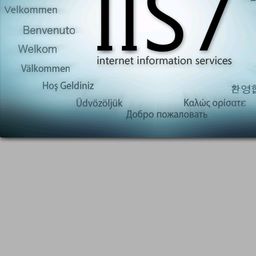 Velkommen
IIS7
internet information services
Benvenuto
Welkom
Välkommen
Hoş Geldiniz
Üdvözöljük
Καλώς ορίσατε
Добро пожаловать